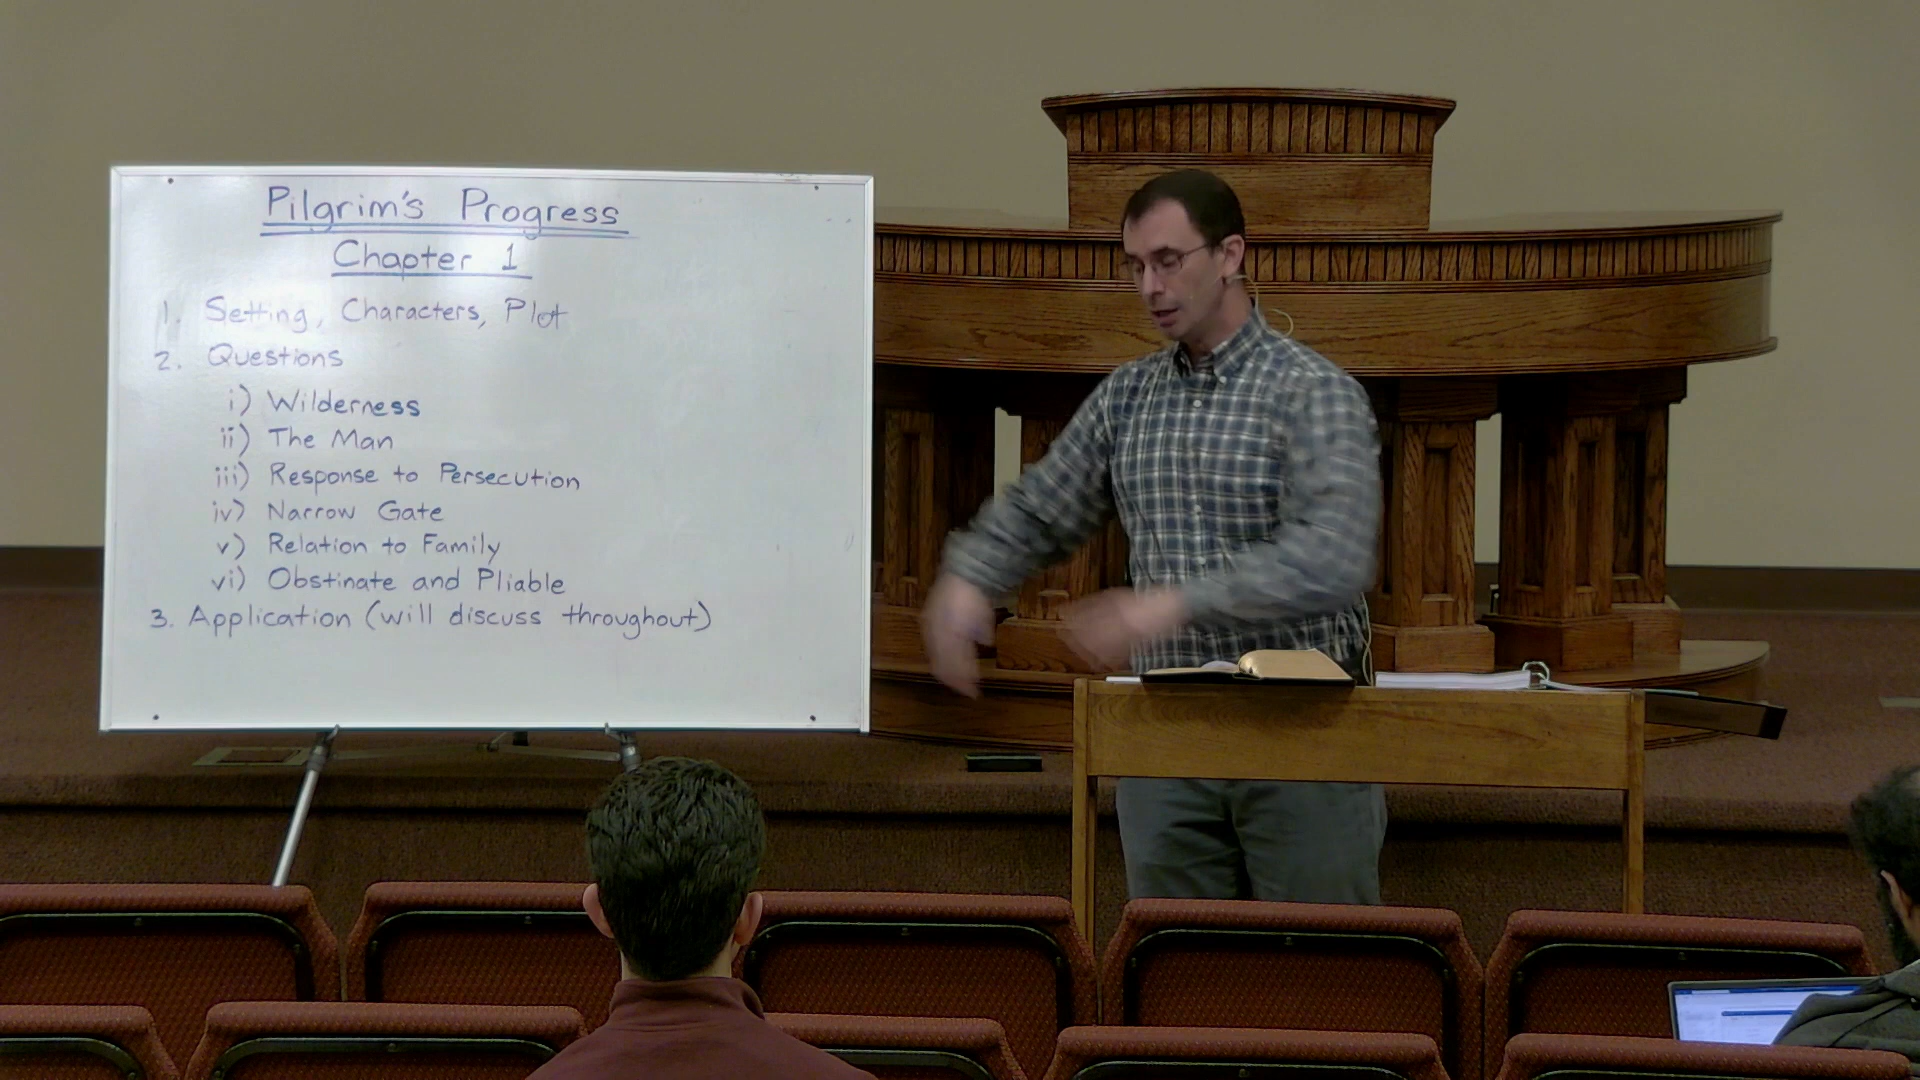 Pilgrim's Progress
Chapter 1
1. Setting, Characters, Plot
2. Questions
i) Wilderness
ii) The Man
iii) Response to Persecution
iv) Narrow Gate
v) Relation to Family
vi) Obstinate and Pliable
3. Application (will discuss throughout)